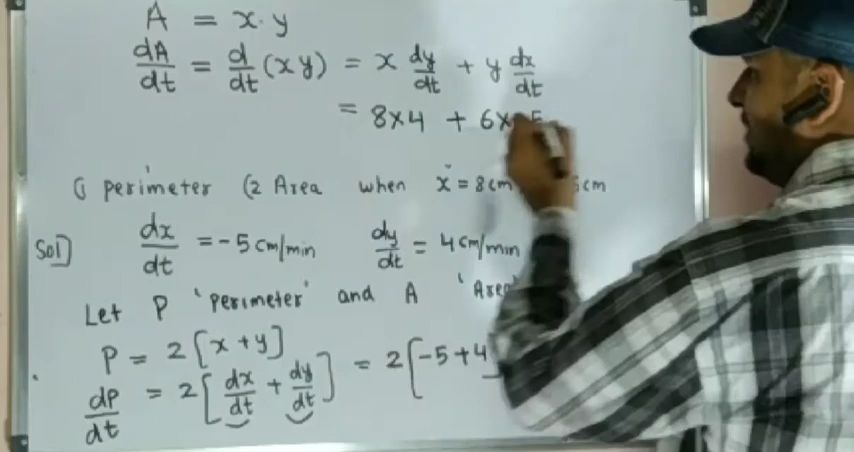 A = x·y
dA/dt = d/dt (xy) = x dy/dt + y dx/dt
= 8×4 + 6×
(1 perimeter (2 Area when x = 8cm cm
Sol] dx/dt = -5 cm/min dy/dt = 4 cm/min
Let P 'perimeter' and A 'Area'
P = 2 [x+y]
dP/dt = 2 [dx/dt + dy/dt] = 2 [-5+4